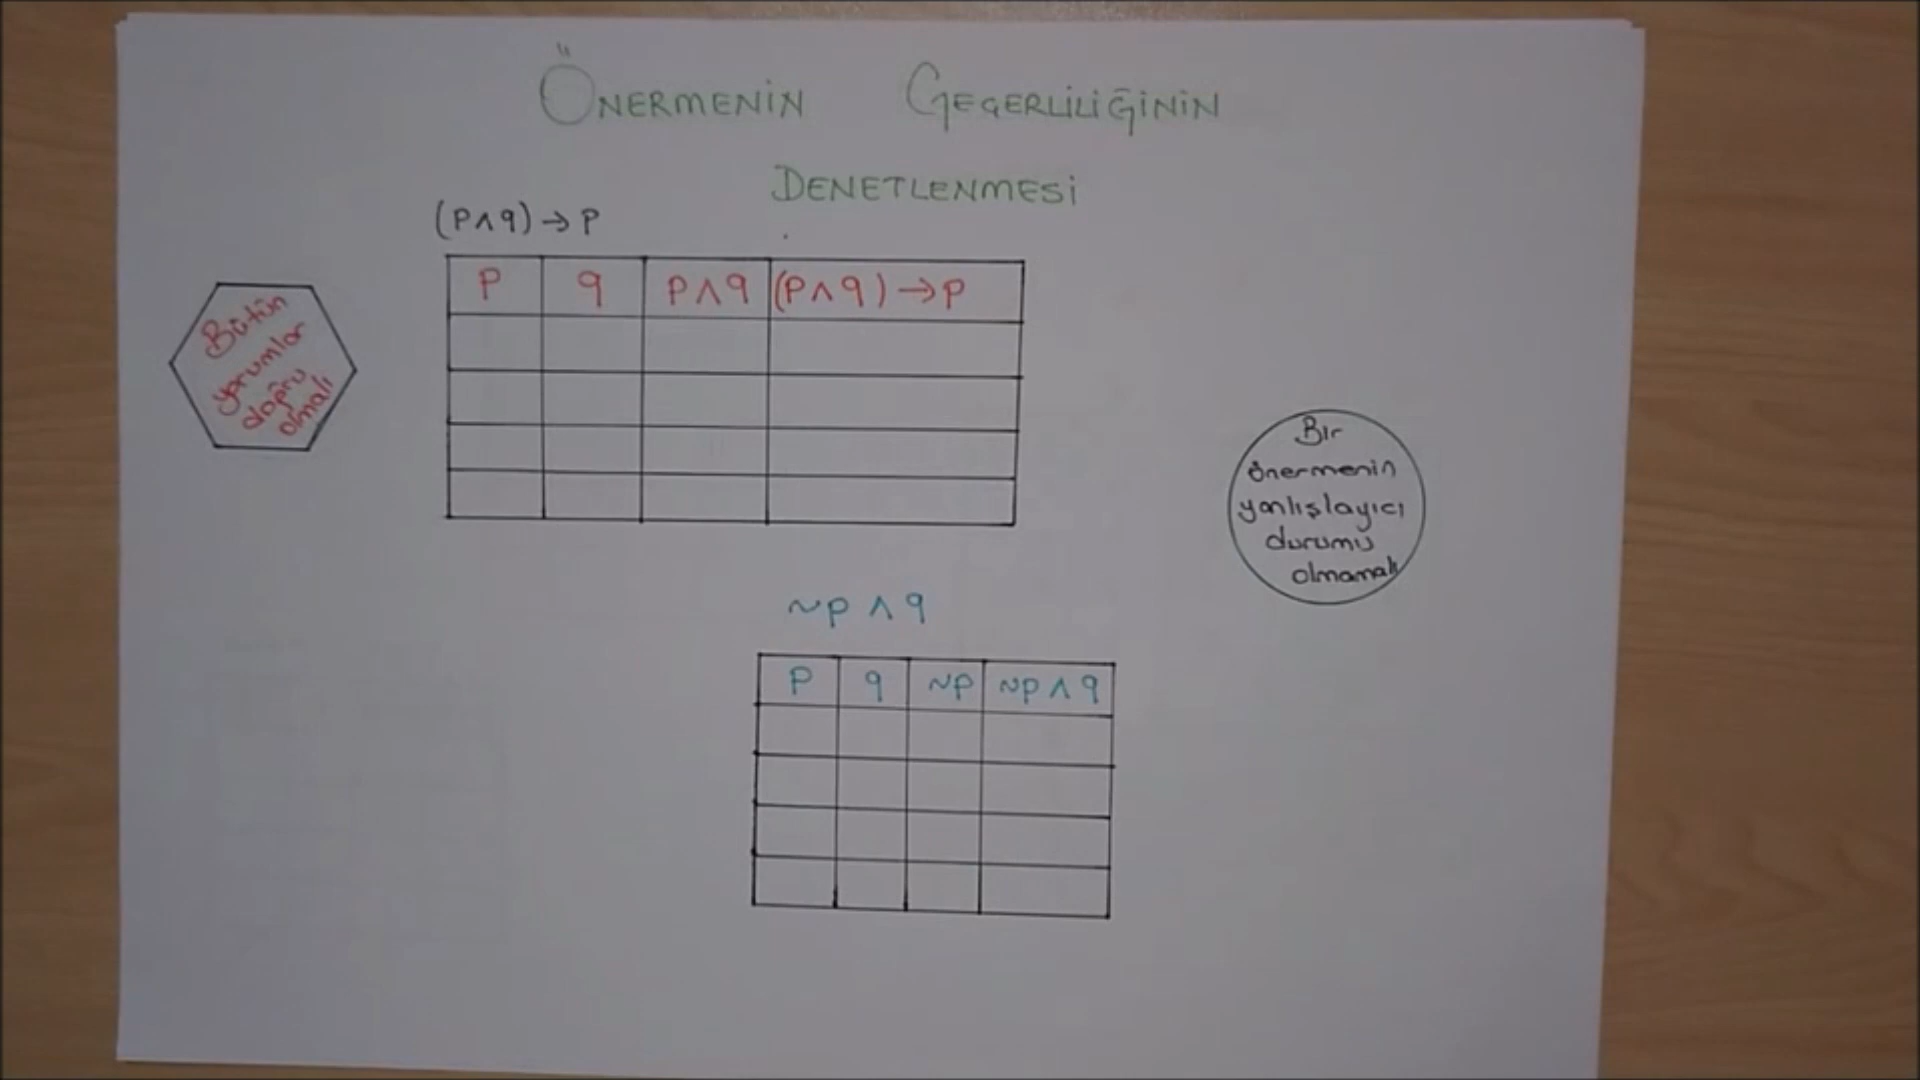 ÖNERMENİN GEÇERLİLİĞİNİN
DENETLENMESİ
(P∧q)→P
P q P∧q (P∧q)→P
Bütün
yorumlar
doğru
olmalı
Bir
önermenin
yanlışlayıcı
durumu
olmamalı
~p ∧ q
P q ~P ~p ∧ q